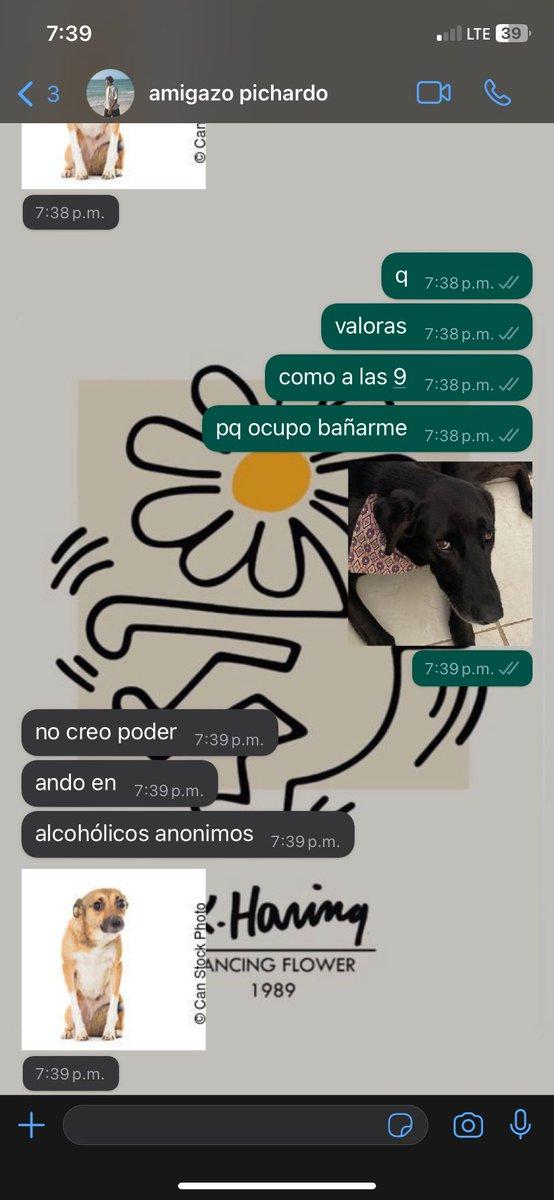 7:39
LTE 39
3
amigazo pichardo
© Can
7:38 p.m.
q 7:38 p.m.
valoras 7:38 p.m.
como a las 9 7:38 p.m.
pq ocupo bañarme 7:38 p.m.
7:39 p.m.
no creo poder 7:39 p.m.
ando en 7:39 p.m.
alcohólicos anonimos 7:39 p.m.
© Can Stock Photo
K. Haring
ANCING FLOWER
1989
7:39 p.m.